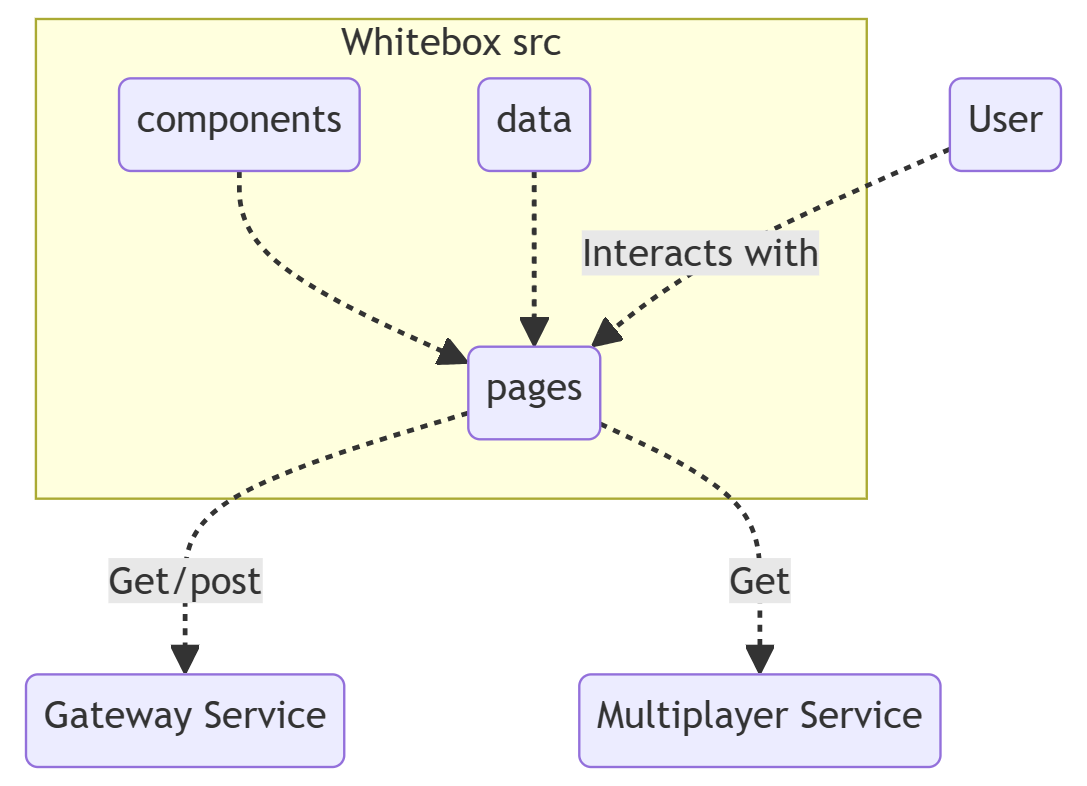 Whitebox src
components
data
User
Interacts with
pages
Get/post
Get
Gateway Service
Multiplayer Service